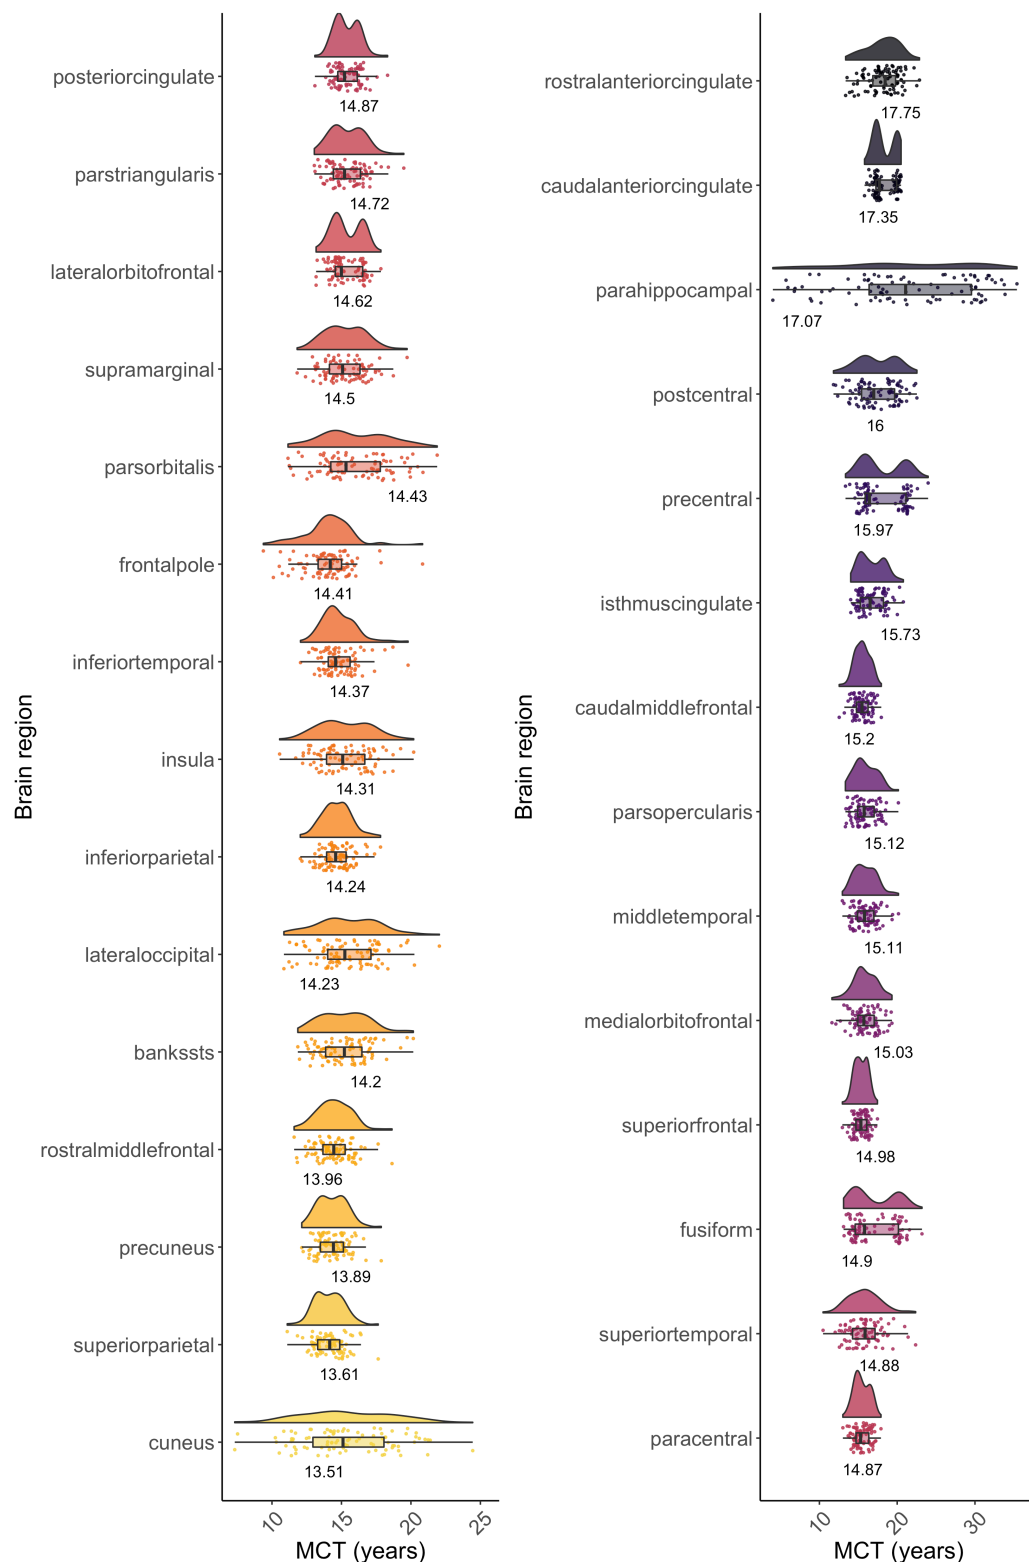 Brain region
posteriorcingulate
14.87
parstriangularis
14.72
lateralorbitofrontal
14.62
supramarginal
14.5
parsorbitalis
14.43
frontalpole
14.41
inferiortemporal
14.37
insula
14.31
inferiorparietal
14.24
lateraloccipital
14.23
bankssts
14.2
rostralmiddlefrontal
13.96
precuneus
13.89
superiorparietal
13.61
cuneus
13.51
10 15 20 25
MCT (years)
Brain region
rostralanteriorcingulate
17.75
caudalanteriorcingulate
17.35
parahippocampal
17.07
postcentral
16
precentral
15.97
isthmuscingulate
15.73
caudalmiddlefrontal
15.2
parsopercularis
15.12
middletemporal
15.11
medialorbitofrontal
15.03
superiorfrontal
14.98
fusiform
14.9
superiortemporal
14.88
paracentral
14.87
10 20 30
MCT (years)